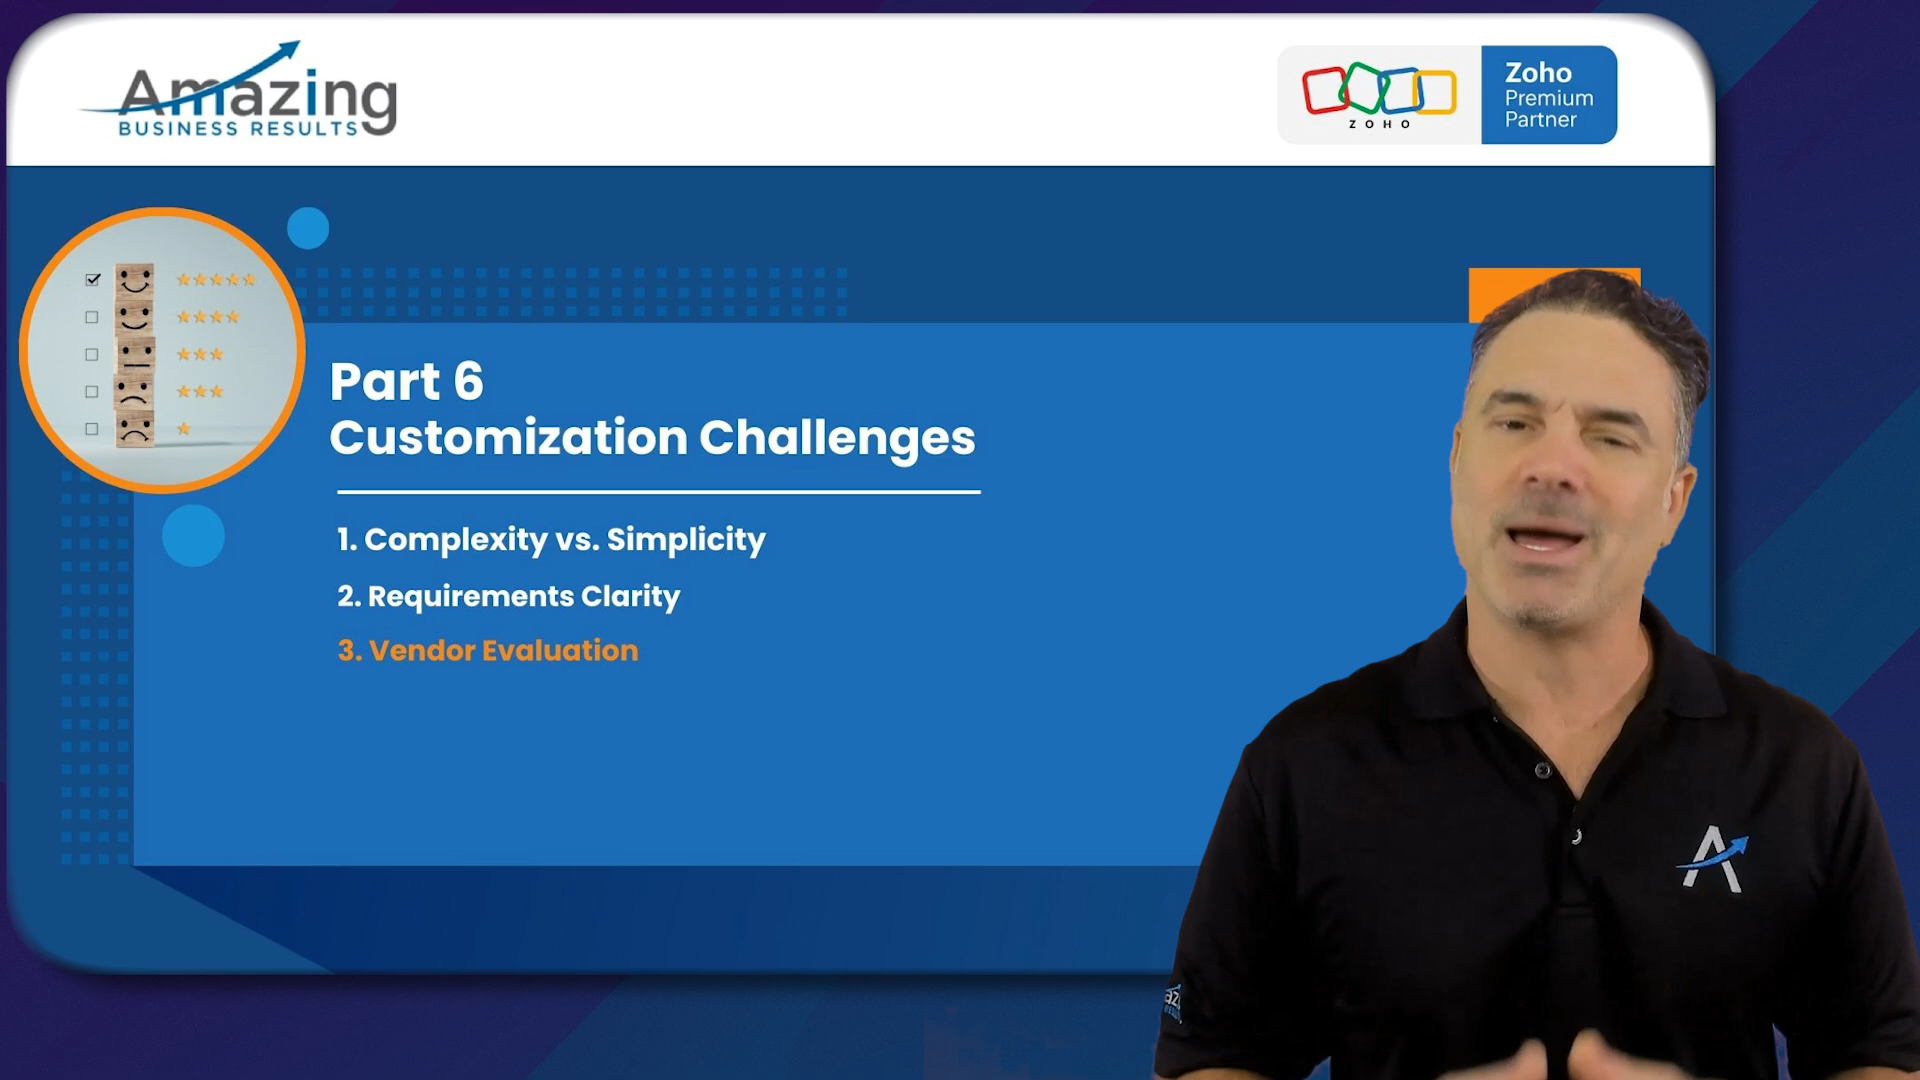 Amazing
BUSINESS RESULTS
ZOHO
Zoho
Premium
Partner
Part 6
Customization Challenges
1. Complexity vs. Simplicity
2. Requirements Clarity
3. Vendor Evaluation
A